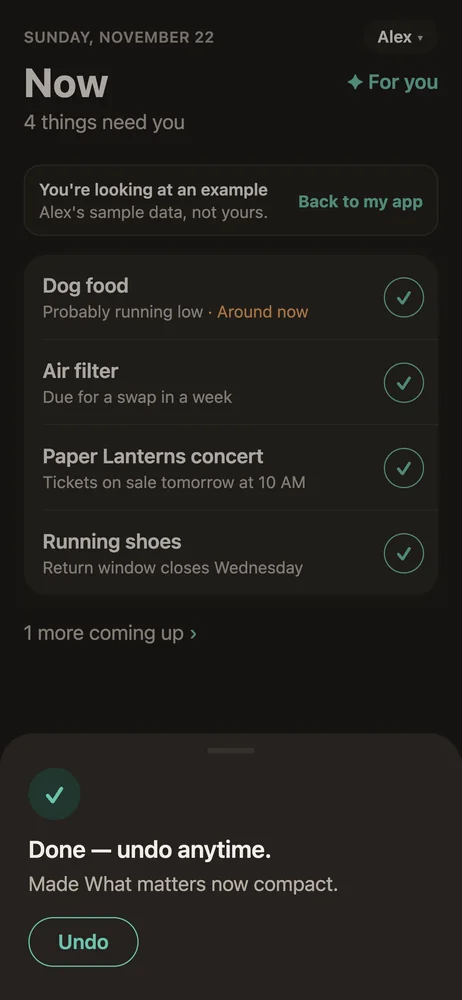 SUNDAY, NOVEMBER 22
Alex ▾
Now
✦ For you
4 things need you
You're looking at an example
Alex's sample data, not yours.
Back to my app
Dog food
Probably running low · Around now
Air filter
Due for a swap in a week
Paper Lanterns concert
Tickets on sale tomorrow at 10 AM
Running shoes
Return window closes Wednesday
1 more coming up ›
Done — undo anytime.
Made What matters now compact.
Undo